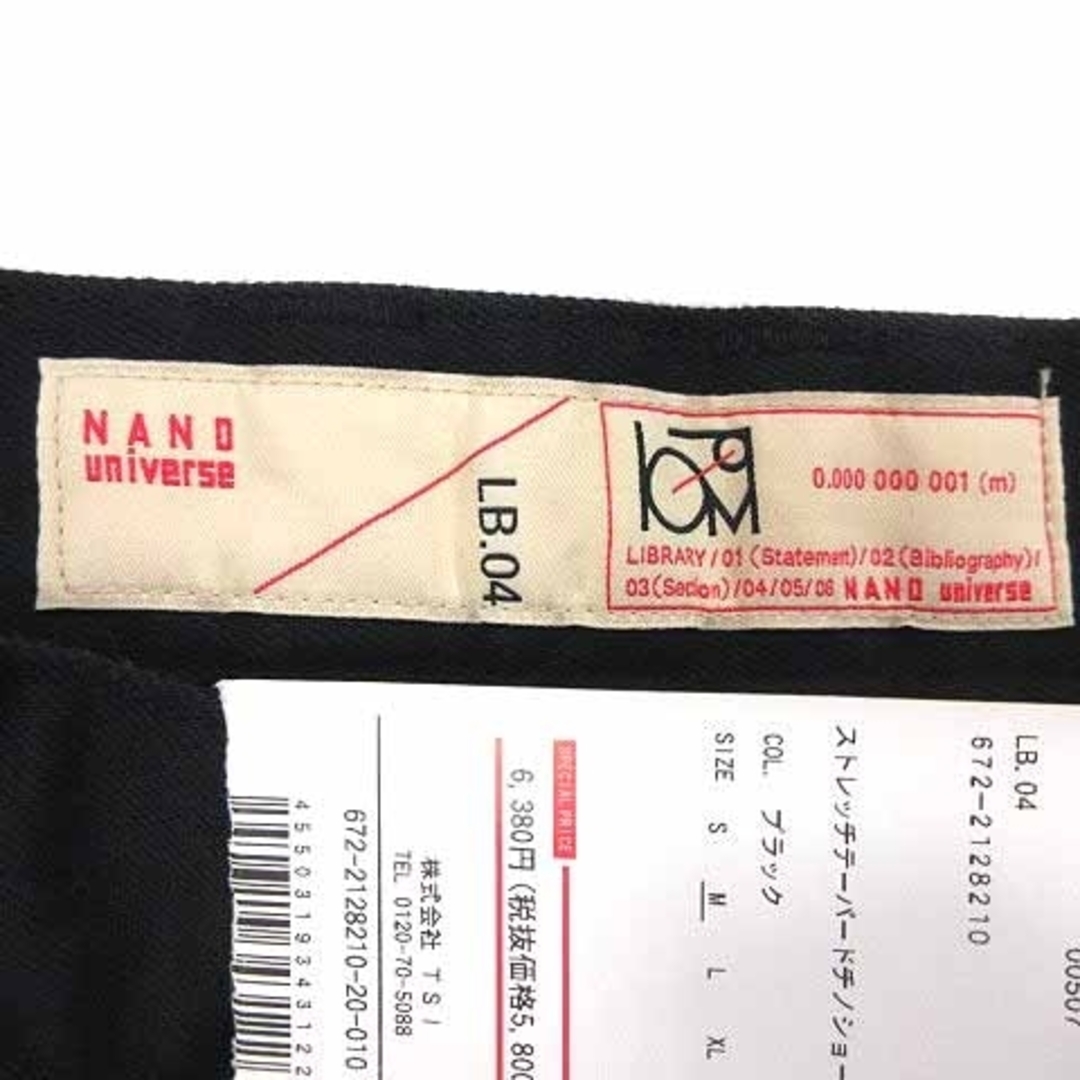 NANO
universe
LB.04
0.000 000 001 (m)
LIBRARY/01(Statement)/02(Bibliography)/
03(Secion)/04/05/06 NANO universe
00507
LB.04
672-2128210
ストレッチテーパードチノショー
COL. ブラック
SIZE S M L XL
SPECIAL PRICE
6,380円(税抜価格5,800
株式会社 TSI
TEL 0120-70-5088
672-2128210-20-010
4550319343122